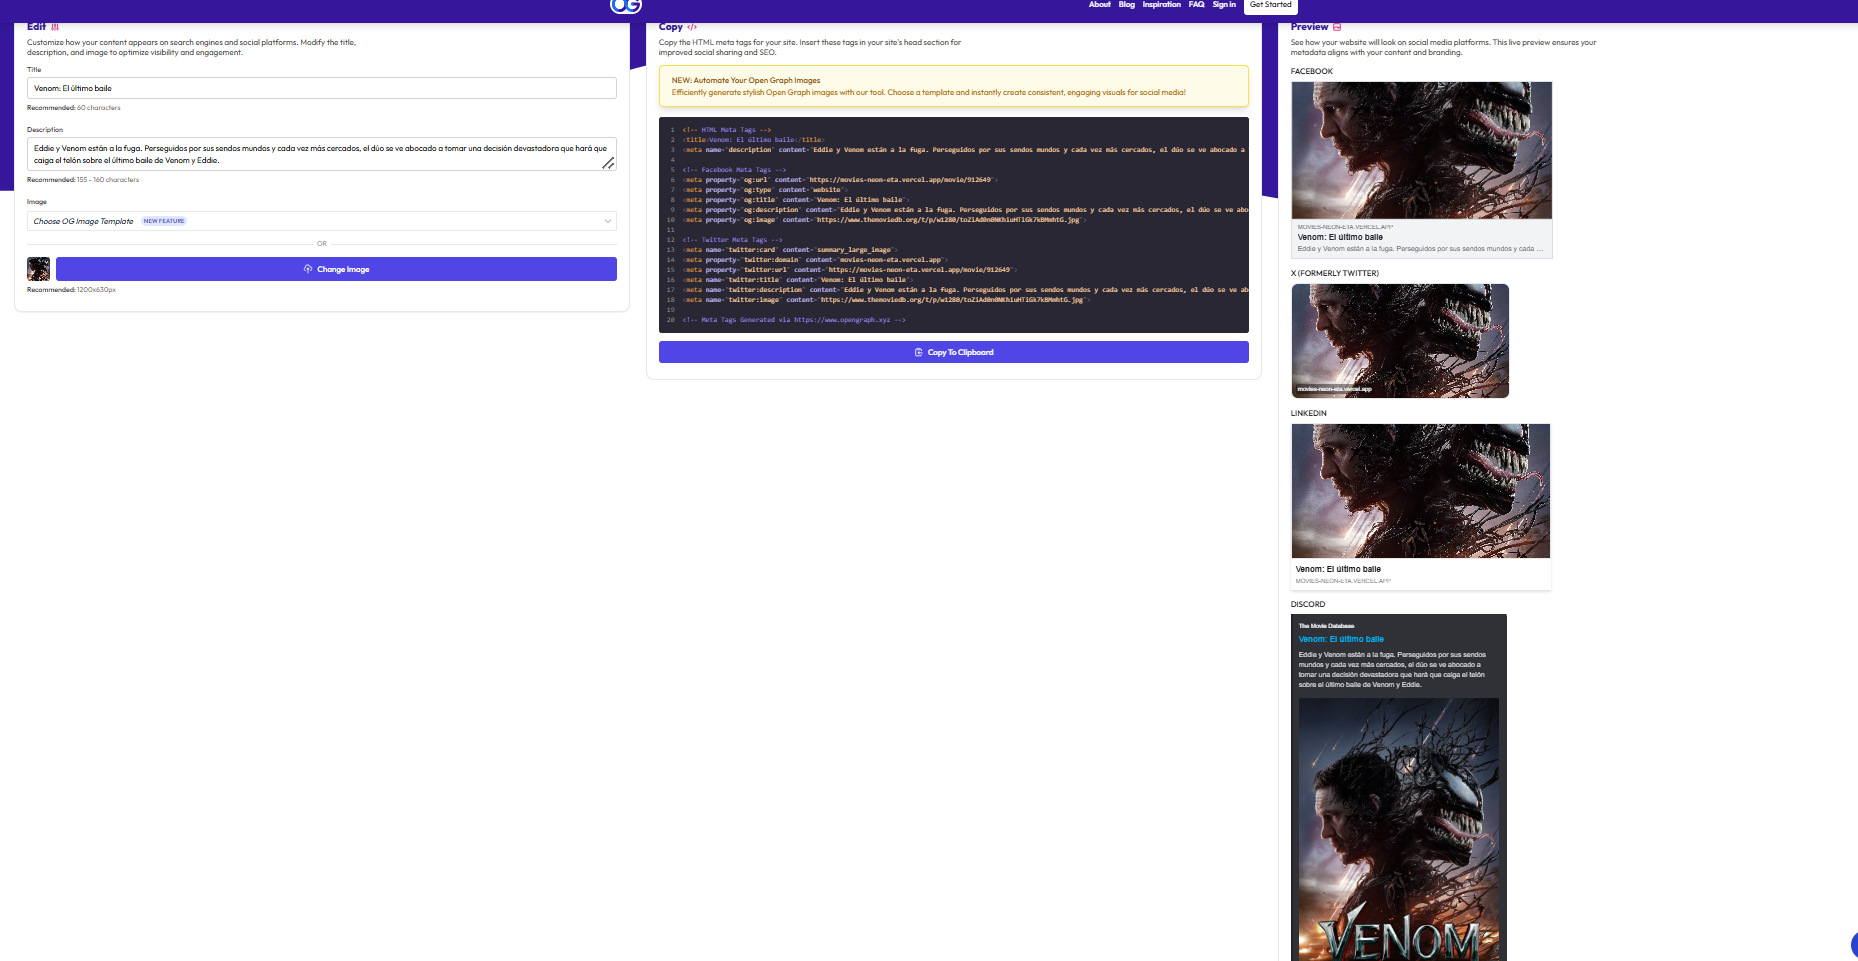 OG
About Blog Inspiration FAQ Sign in Get Started
Edit
Customize how your content appears on search engines and social platforms. Modify the title,
description, and image to optimize visibility and engagement.
Title
Venom: El último baile
Recommended: 60 characters
Description
Eddie y Venom están a la fuga. Perseguidos por sus sendos mundos y cada vez más cercados, el dúo se ve abocado a tomar una decisión devastadora que hará que
caiga el telón sobre el último baile de Venom y Eddie.
Recommended: 155 - 160 characters
Image
Choose OG Image Template NEW FEATURE
OR
Change Image
Recommended: 1200x630px
Copy </>
Copy the HTML meta tags for your site. Insert these tags in your site's head section for
improved social sharing and SEO.
NEW: Automate Your Open Graph Images
Efficiently generate stylish Open Graph images with our tool. Choose a template and instantly create consistent, engaging visuals for social media!
1 <!-- HTML Meta Tags -->
2 <title>Venom: El último baile</title>
3 <meta name="description" content="Eddie y Venom están a la fuga. Perseguidos por sus sendos mundos y cada vez más cercados, el dúo se ve abocado a
4
5 <!-- Facebook Meta Tags -->
6 <meta property="og:url" content="https://movies-neon-eta.vercel.app/movie/912649">
7 <meta property="og:type" content="website">
8 <meta property="og:title" content="Venom: El último baile">
9 <meta property="og:description" content="Eddie y Venom están a la fuga. Perseguidos por sus sendos mundos y cada vez más cercados, el dúo se ve abo
10 <meta property="og:image" content=
11
12 <!-- Twitter Meta Tags -->
13 <meta name="twitter:card" content="summary_large_image">
14 <meta property="twitter:domain" content="movies-neon-eta.vercel.app">
15 <meta property="twitter:url" content="https://movies-neon-eta.vercel.app/movie/912649">
16 <meta name="twitter:title" content="Venom: El último baile">
17 <meta name="twitter:description" content="Eddie y Venom están a la fuga. Perseguidos por sus sendos mundos y cada vez más cercados, el dúo se ve ab
18 <meta name="twitter:image" content=
19
20 <!-- Meta Tags Generated via https://www.opengraph.xyz -->
Copy To Clipboard
Preview
See how your website will look on social media platforms. This live preview ensures your
metadata aligns with your content and branding.
FACEBOOK
MOVIES-NEON-ETA.VERCEL.APP
Venom: El último baile
Eddie y Venom están a la fuga. Perseguidos por sus sendos mundos y cada ...
X (FORMERLY TWITTER)
movies-neon-eta.vercel.app
LINKEDIN
Venom: El último baile
MOVIES-NEON-ETA.VERCEL.APP
DISCORD
The Movie Database
Venom: El último baile
Eddie y Venom están a la fuga. Perseguidos por sus sendos
mundos y cada vez más cercados, el dúo se ve abocado a
tomar una decisión devastadora que hará que caiga el telón
sobre el último baile de Venom y Eddie.
VENOM